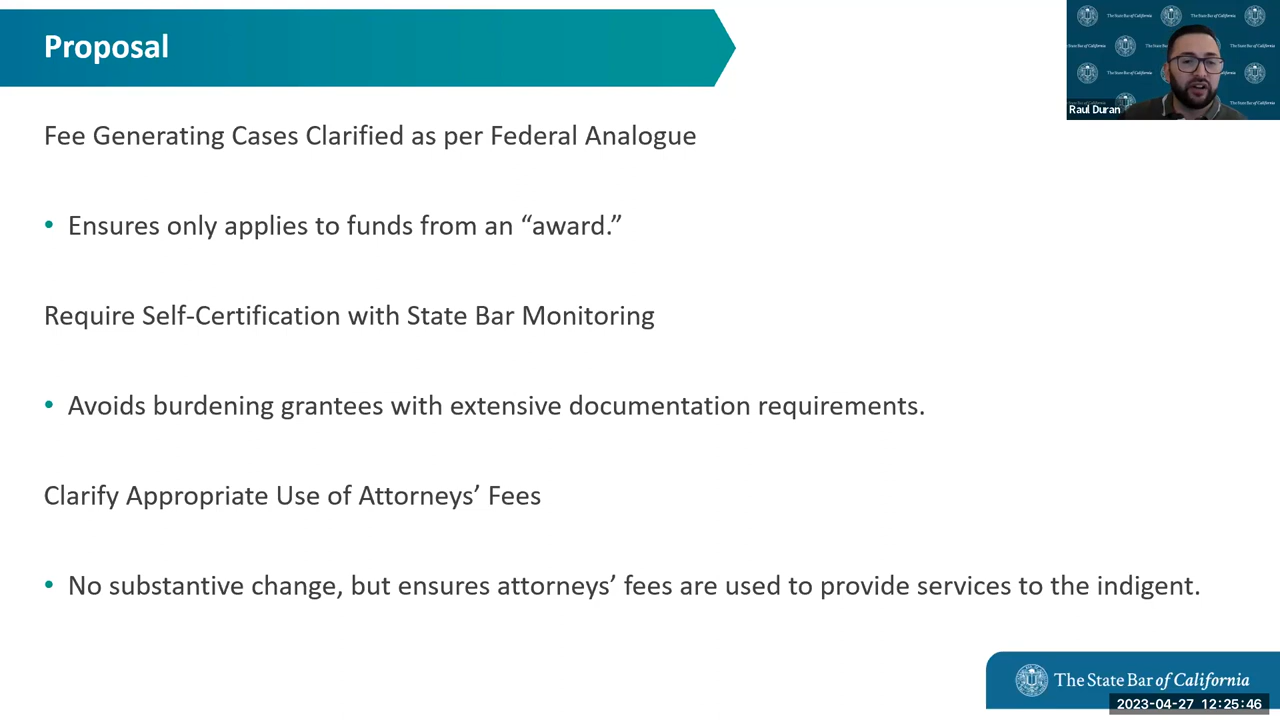 Proposal
Raul Duran
Fee Generating Cases Clarified as per Federal Analogue
• Ensures only applies to funds from an “award.”
Require Self-Certification with State Bar Monitoring
• Avoids burdening grantees with extensive documentation requirements.
Clarify Appropriate Use of Attorneys’ Fees
• No substantive change, but ensures attorneys’ fees are used to provide services to the indigent.
The State Bar of California
2023-04-27 12:25:46